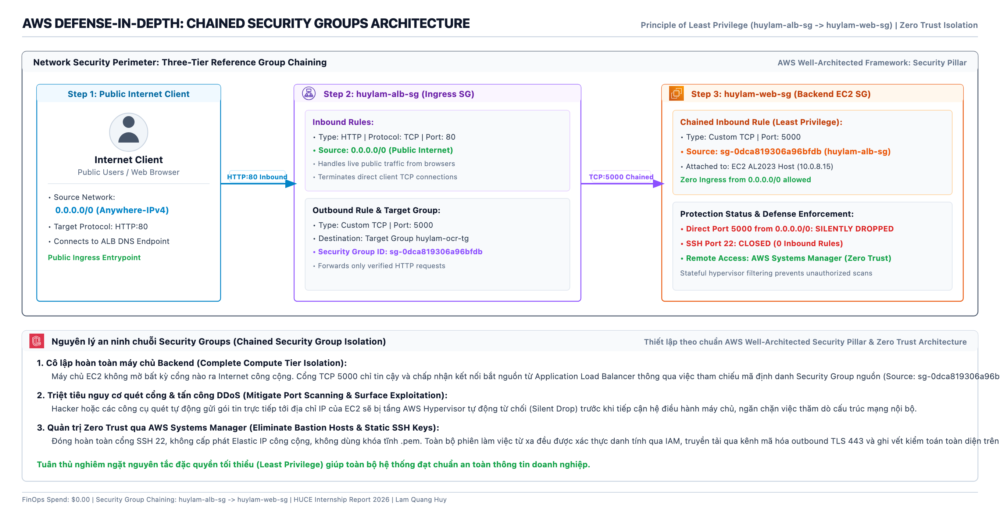 AWS DEFENSE-IN-DEPTH: CHAINED SECURITY GROUPS ARCHITECTURE
Principle of Least Privilege (huylam-alb-sg -> huylam-web-sg) | Zero Trust Isolation
Network Security Perimeter: Three-Tier Reference Group Chaining
AWS Well-Architected Framework: Security Pillar
Step 1: Public Internet Client
Internet Client
Public Users / Web Browser
• Source Network:
0.0.0.0/0 (Anywhere-IPv4)
• Target Protocol: HTTP:80
• Connects to ALB DNS Endpoint
Public Ingress Entrypoint
HTTP:80 Inbound
Step 2: huylam-alb-sg (Ingress SG)
Inbound Rules:
• Type: HTTP | Protocol: TCP | Port: 80
• Source: 0.0.0.0/0 (Public Internet)
• Handles live public traffic from browsers
• Terminates direct client TCP connections
Outbound Rule & Target Group:
• Type: Custom TCP | Port: 5000
• Destination: Target Group huylam-ocr-tg
• Security Group ID: sg-0dca819306a96bfdb
• Forwards only verified HTTP requests
TCP:5000 Chained
Step 3: huylam-web-sg (Backend EC2 SG)
Chained Inbound Rule (Least Privilege):
• Type: Custom TCP | Port: 5000
• Source: sg-0dca819306a96bfdb (huylam-alb-sg)
• Attached to: EC2 AL2023 Host (10.0.8.15)
Zero Ingress from 0.0.0.0/0 allowed
Protection Status & Defense Enforcement:
• Direct Port 5000 from 0.0.0.0/0: SILENTLY DROPPED
• SSH Port 22: CLOSED (0 Inbound Rules)
• Remote Access: AWS Systems Manager (Zero Trust)
Stateful hypervisor filtering prevents unauthorized scans
Nguyên lý an ninh chuỗi Security Groups (Chained Security Group Isolation)
Thiết lập theo chuẩn AWS Well-Architected Security Pillar & Zero Trust Architecture
1. Cô lập hoàn toàn máy chủ Backend (Complete Compute Tier Isolation):
Máy chủ EC2 không mở bất kỳ cổng nào ra Internet công cộng. Cổng TCP 5000 chỉ tin cậy và chấp nhận kết nối bắt nguồn từ Application Load Balancer thông qua việc tham chiếu mã định danh Security Group nguồn (Source: sg-0dca819306a96b
2. Triệt tiêu nguy cơ quét cổng & tấn công DDoS (Mitigate Port Scanning & Surface Exploitation):
Hacker hoặc các công cụ quét tự động gửi gói tin trực tiếp tới địa chỉ IP của EC2 sẽ bị tầng AWS Hypervisor tự động từ chối (Silent Drop) trước khi tiếp cận hệ điều hành máy chủ, ngăn chặn việc thăm dò cấu trúc mạng nội bộ.
3. Quản trị Zero Trust qua AWS Systems Manager (Eliminate Bastion Hosts & Static SSH Keys):
Đóng hoàn toàn cổng SSH 22, không cấp phát Elastic IP công cộng, không dùng khóa tĩnh .pem. Toàn bộ phiên làm việc từ xa đều được xác thực danh tính qua IAM, truyền tải qua kênh mã hóa outbound TLS 443 và ghi vết kiểm toán toàn diện trên
Tuân thủ nghiêm ngặt nguyên tắc đặc quyền tối thiểu (Least Privilege) giúp toàn bộ hệ thống đạt chuẩn an toàn thông tin doanh nghiệp.
FinOps Spend: $0.00 | Security Group Chaining: huylam-alb-sg -> huylam-web-sg | HUCE Internship Report 2026 | Lam Quang Huy